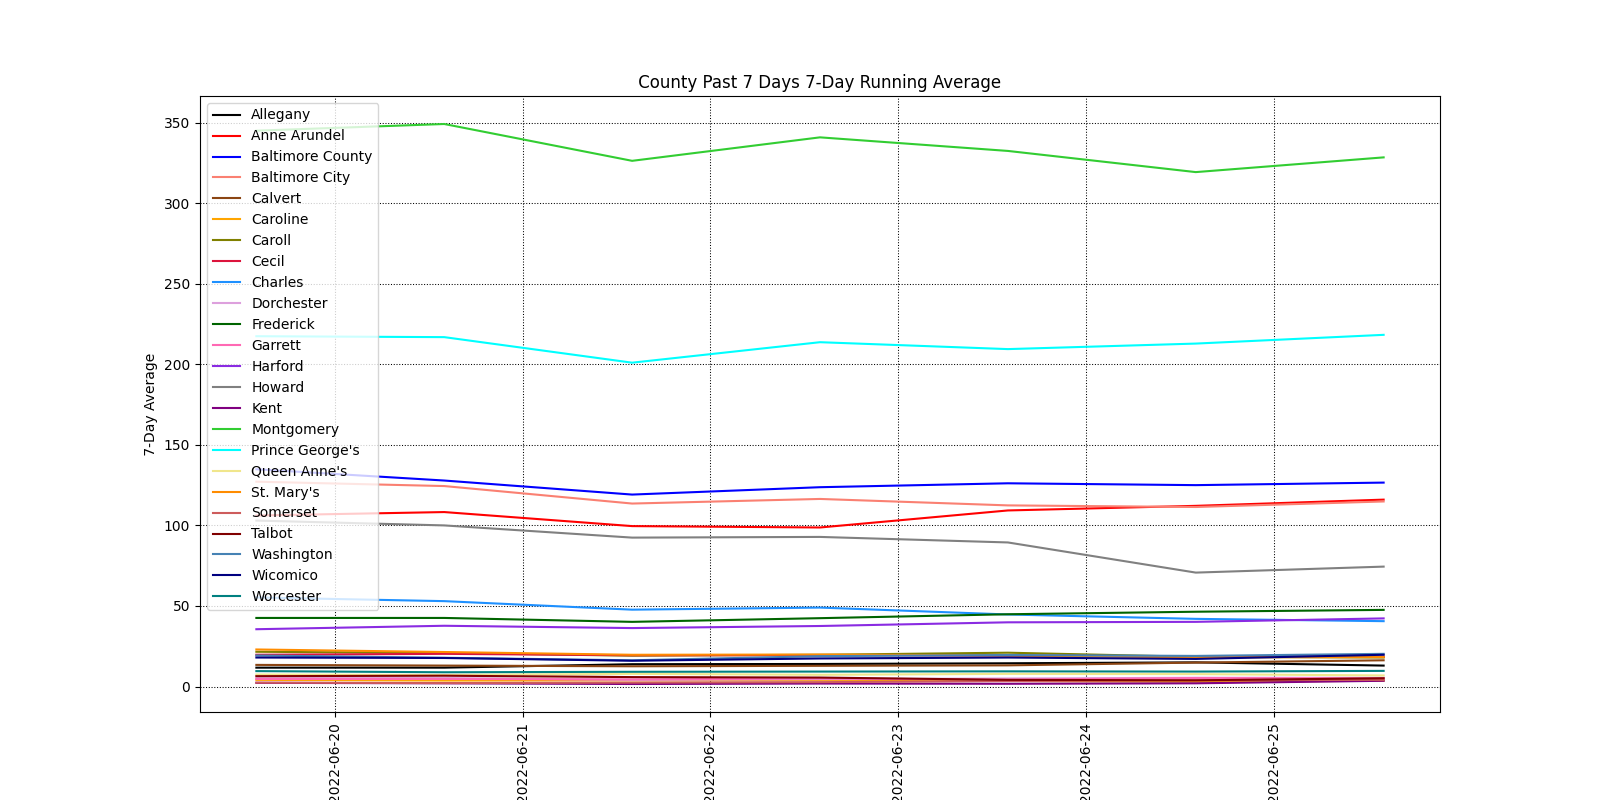 County Past 7 Days 7-Day Running Average
7-Day Average
350
300
250
200
150
100
50
0
Allegany
Anne Arundel
Baltimore County
Baltimore City
Calvert
Caroline
Caroll
Cecil
Charles
Dorchester
Frederick
Garrett
Harford
Howard
Kent
Montgomery
Prince George's
Queen Anne's
St. Mary's
Somerset
Talbot
Washington
Wicomico
Worcester
2022-06-20
2022-06-21
2022-06-22
2022-06-23
2022-06-24
2022-06-25